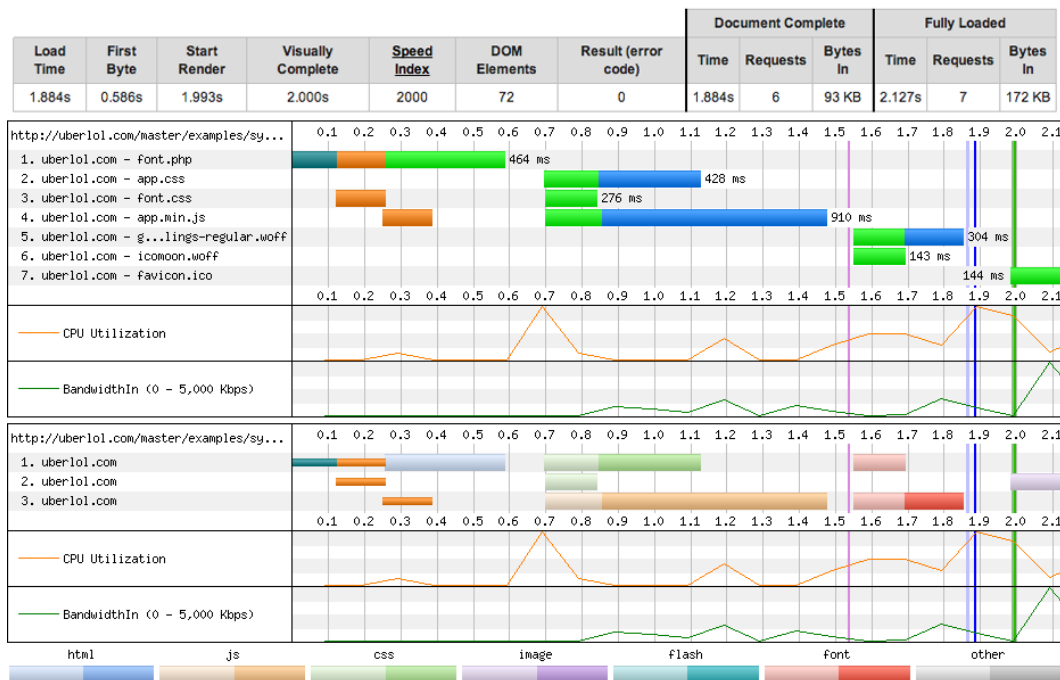 Document Complete Fully Loaded
Load Time First Byte Start Render Visually Complete Speed Index DOM Elements Result (error code) Time Requests Bytes In Time Requests Bytes In
1.884s 0.586s 1.993s 2.000s 2000 72 0 1.884s 6 93 KB 2.127s 7 172 KB
http://uberlol.com/master/examples/sy... 0.1 0.2 0.3 0.4 0.5 0.6 0.7 0.8 0.9 1.0 1.1 1.2 1.3 1.4 1.5 1.6 1.7 1.8 1.9 2.0 2.1
1. uberlol.com - font.php 464 ms
2. uberlol.com - app.css 428 ms
3. uberlol.com - font.css 276 ms
4. uberlol.com - app.min.js 910 ms
5. uberlol.com - g...lings-regular.woff 304 ms
6. uberlol.com - icomoon.woff 143 ms
7. uberlol.com - favicon.ico 144 ms
0.1 0.2 0.3 0.4 0.5 0.6 0.7 0.8 0.9 1.0 1.1 1.2 1.3 1.4 1.5 1.6 1.7 1.8 1.9 2.0 2.1
CPU Utilization
BandwidthIn (0 - 5,000 Kbps)
http://uberlol.com/master/examples/sy... 0.1 0.2 0.3 0.4 0.5 0.6 0.7 0.8 0.9 1.0 1.1 1.2 1.3 1.4 1.5 1.6 1.7 1.8 1.9 2.0 2.1
1. uberlol.com
2. uberlol.com
3. uberlol.com
0.1 0.2 0.3 0.4 0.5 0.6 0.7 0.8 0.9 1.0 1.1 1.2 1.3 1.4 1.5 1.6 1.7 1.8 1.9 2.0 2.1
CPU Utilization
BandwidthIn (0 - 5,000 Kbps)
html js css image flash font other